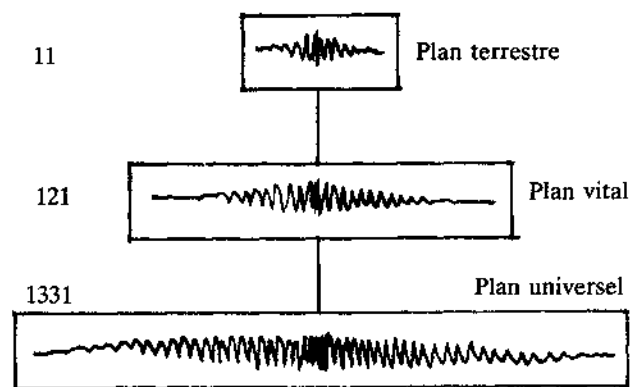 11
Plan terrestre
121
Plan vital
1331
Plan universel